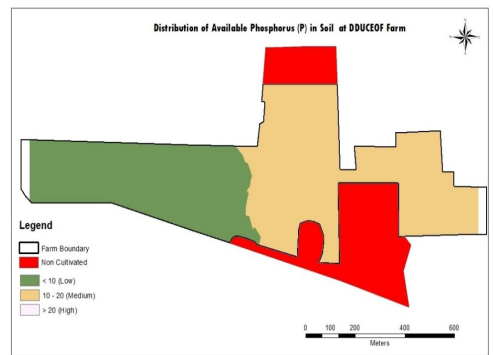 Distribution of Available Phosphorus (P) in Soil at DDUCEOF Farm
N
Legend
Farm Boundary
Non Cultivated
< 10 (Low)
10 - 20 (Medium)
> 20 (High)
0 100 200 400 600
Meters